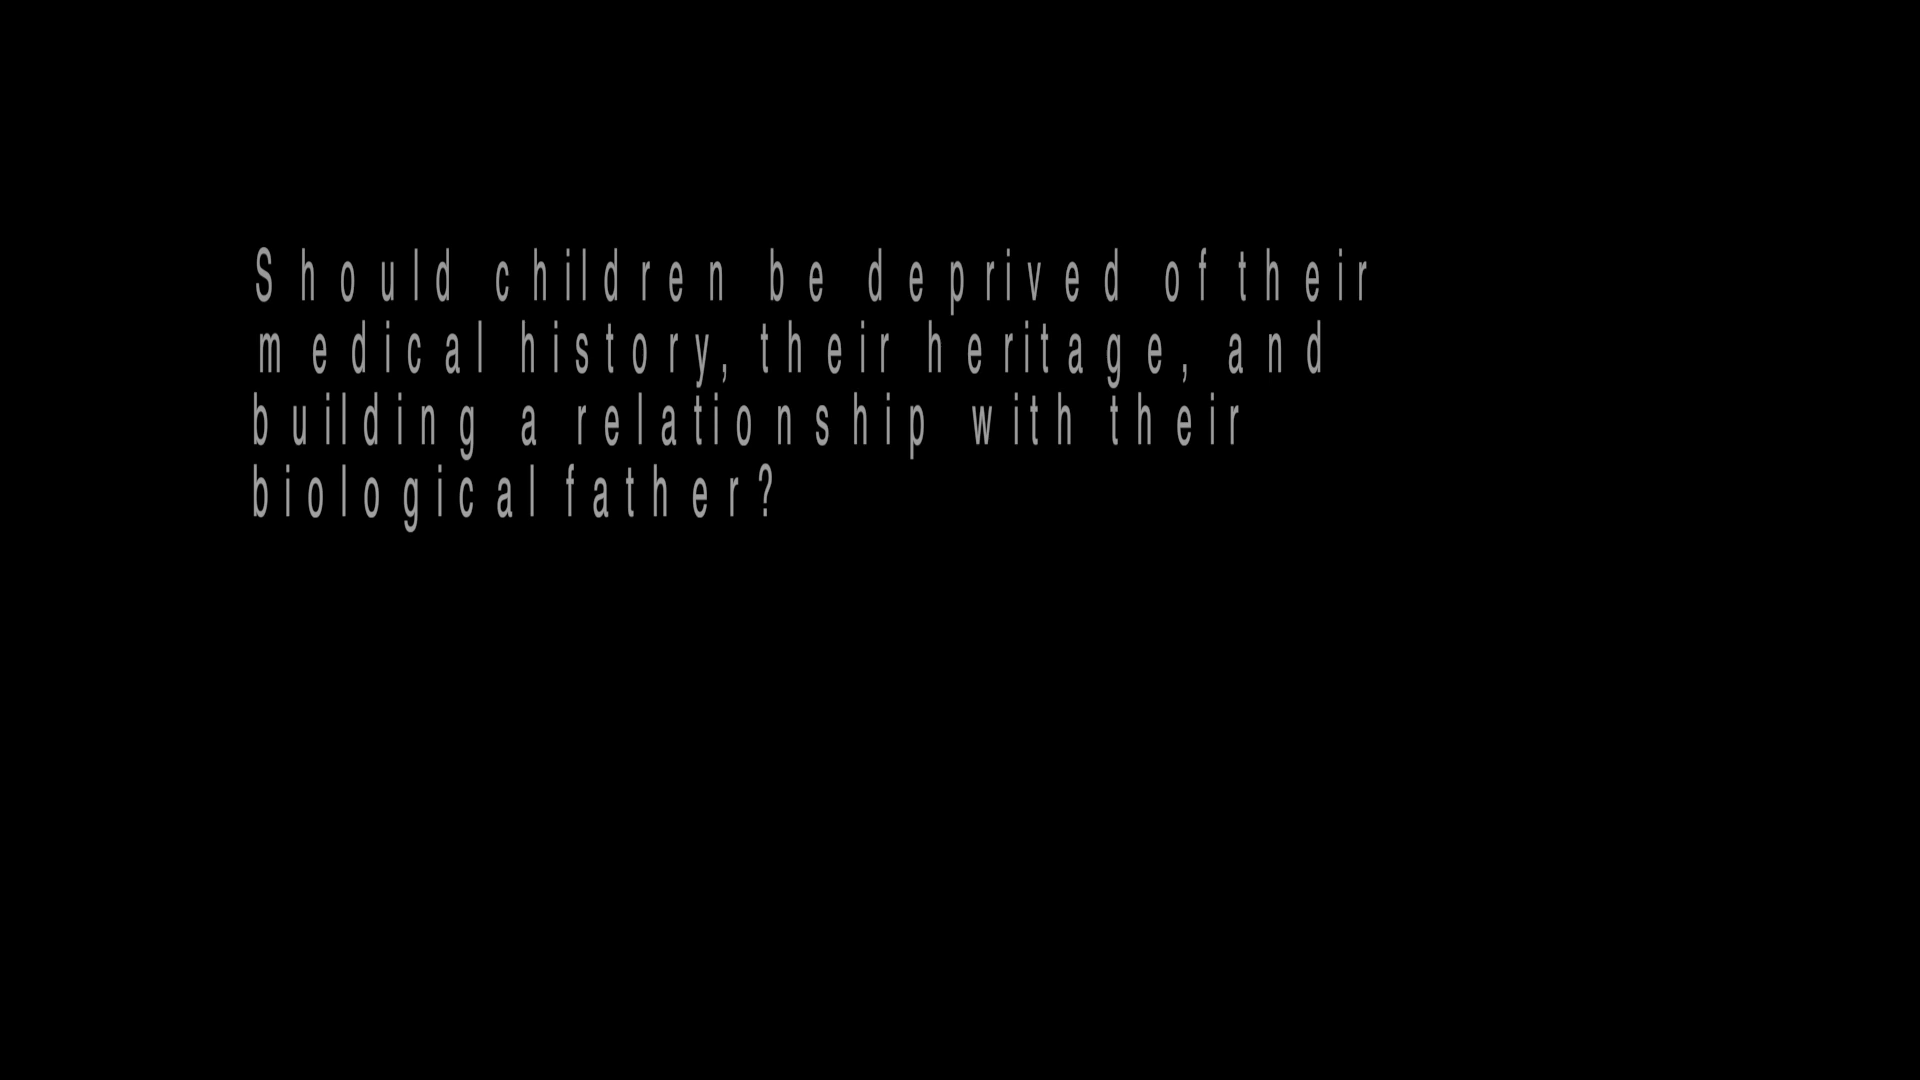 Should children be deprived of their
medical history, their heritage, and
building a relationship with their
biological father?